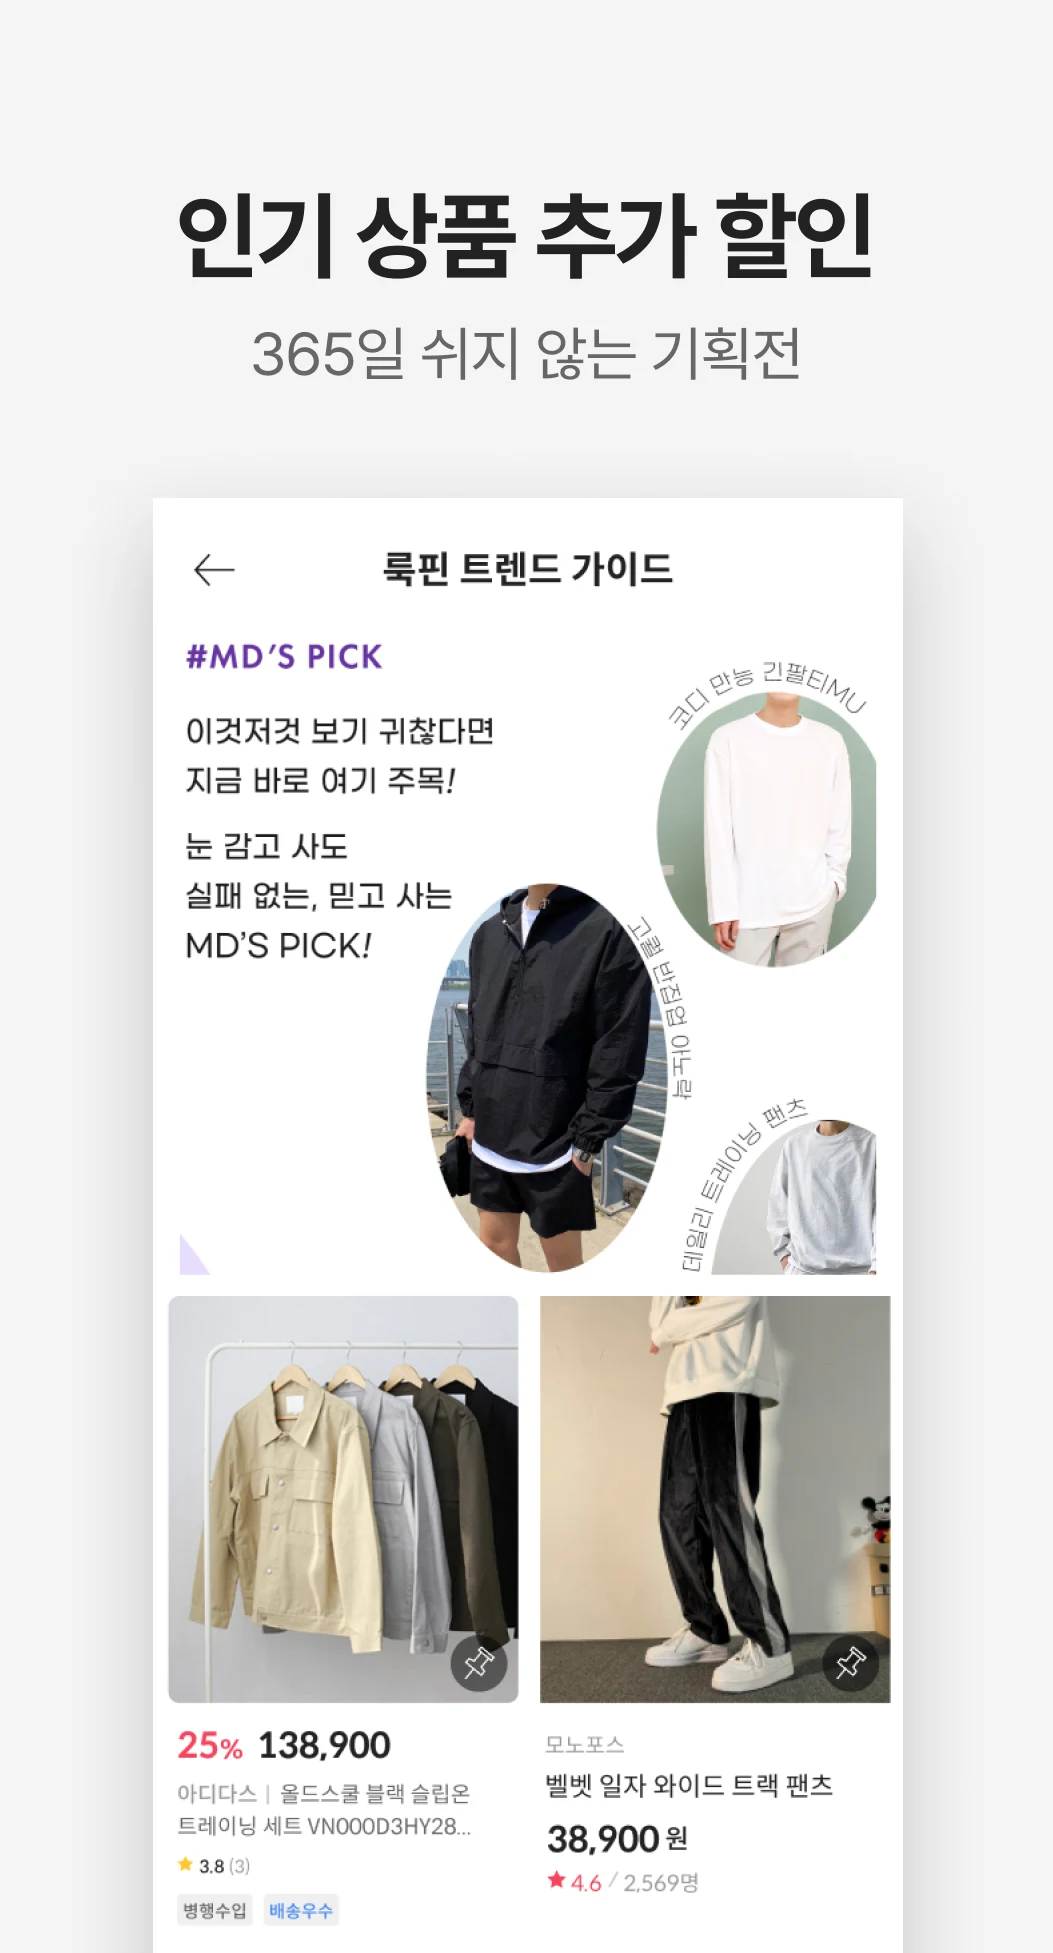 인기 상품 추가 할인
365일 쉬지 않는 기획전
룩핀 트렌드 가이드
#MD'S PICK
이것저것 보기 귀찮다면
지금 바로 여기 주목!
눈 감고 사도
실패 없는, 믿고 사는
MD'S PICK!
코디 만능 긴팔티MU
고퀄 반집업 아노락
데일리 트레이닝 팬츠
25% 138,900
아디다스 | 올드스쿨 블랙 슬립온
트레이닝 세트 VN000D3HY28...
3.8 (3)
병행수입 배송우수
모노포스
벨벳 일자 와이드 트랙 팬츠
38,900 원
4.6 / 2,569명